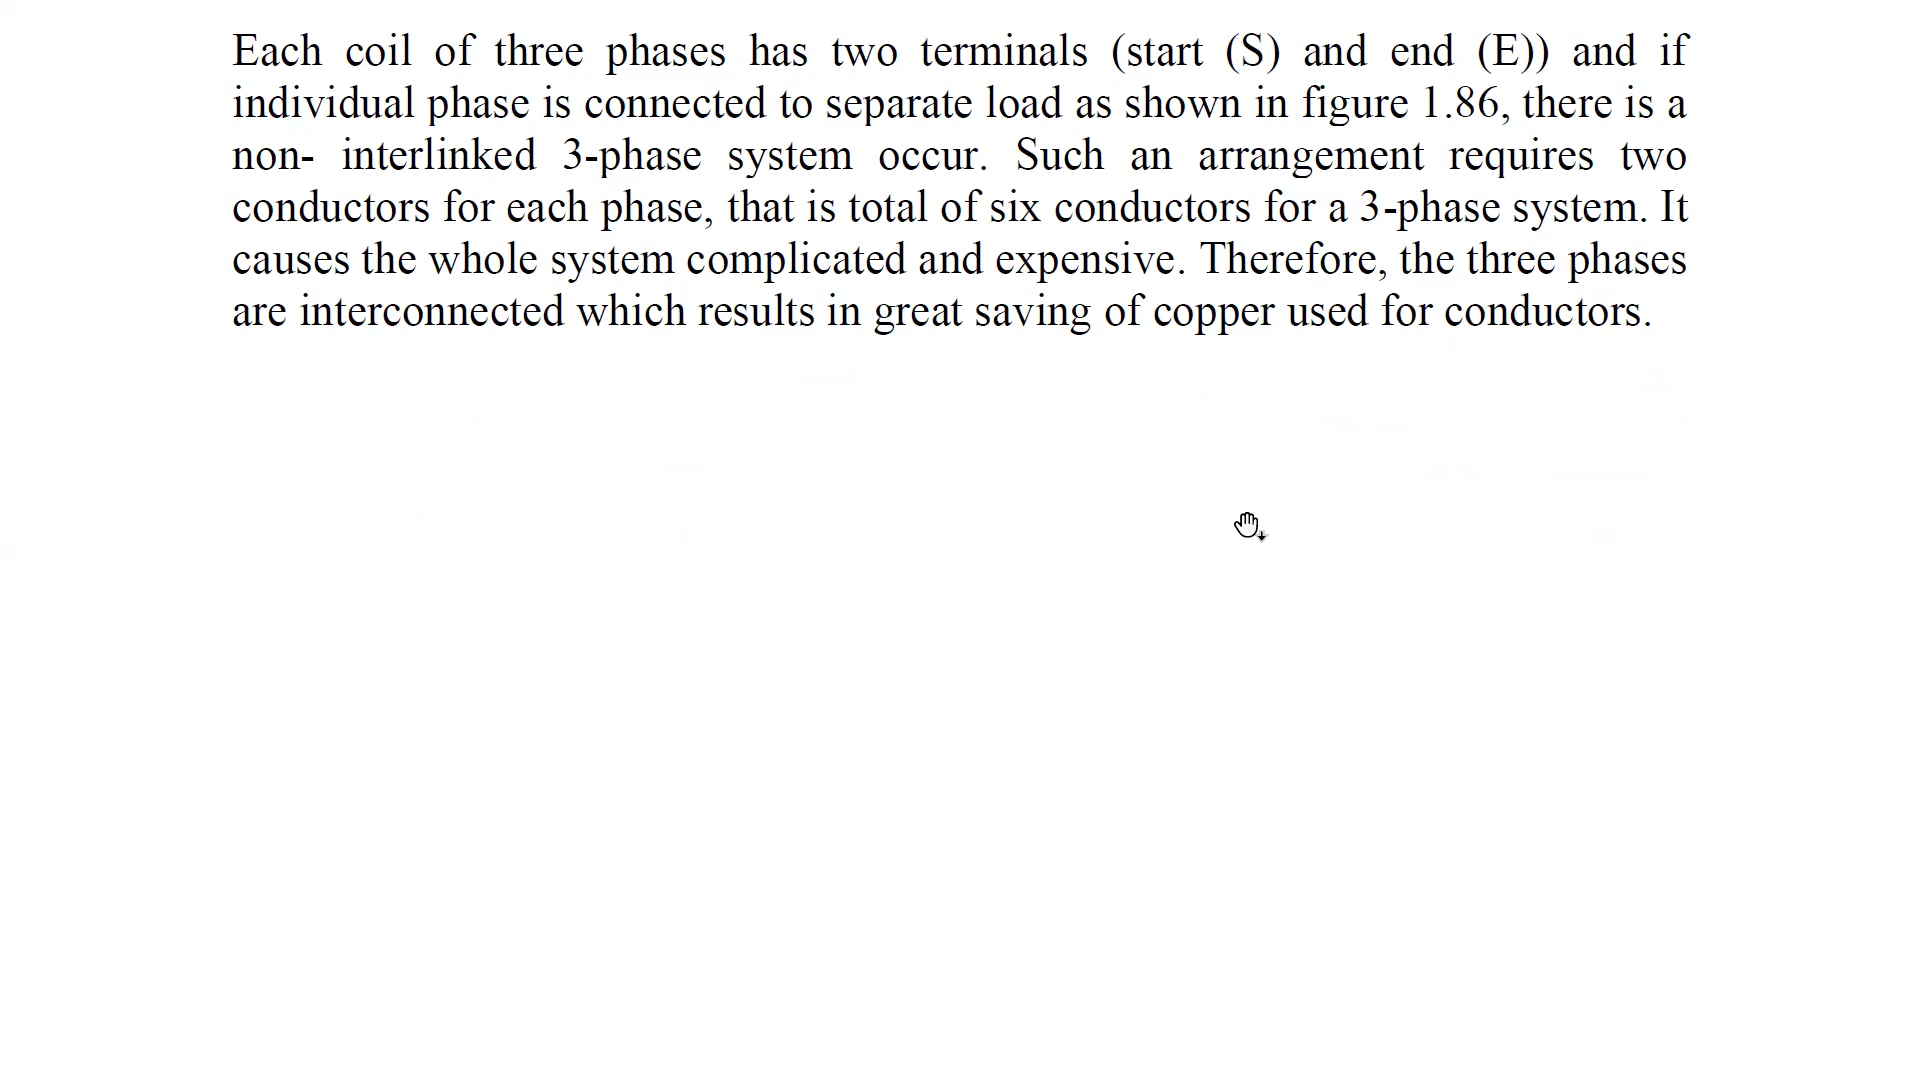 Each coil of three phases has two terminals (start (S) and end (E)) and if
individual phase is connected to separate load as shown in figure 1.86, there is a
non- interlinked 3-phase system occur. Such an arrangement requires two
conductors for each phase, that is total of six conductors for a 3-phase system. It
causes the whole system complicated and expensive. Therefore, the three phases
are interconnected which results in great saving of copper used for conductors.